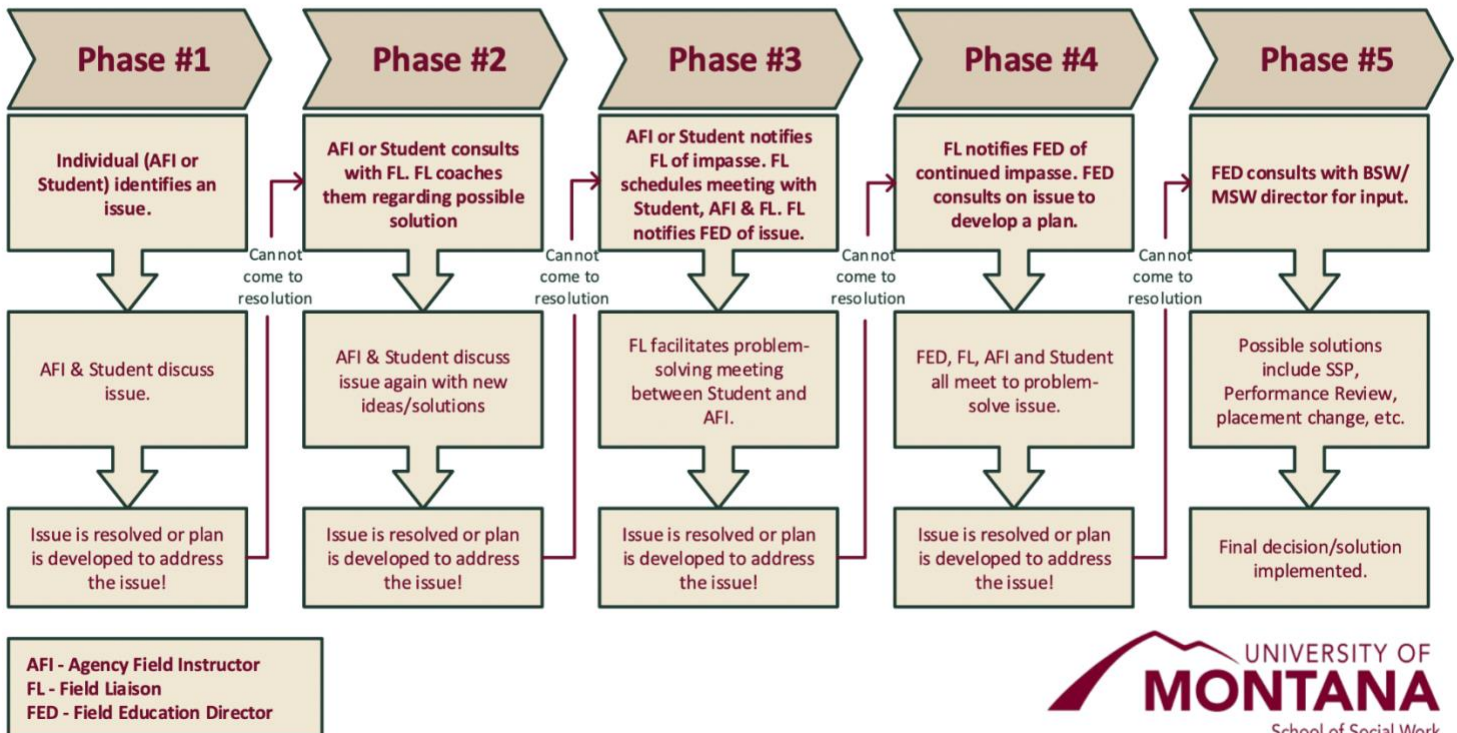 Phase #1
Phase #2
Phase #3
Phase #4
Phase #5
Individual (AFI or
Student) identifies an
issue.
AFI or Student consults
with FL. FL coaches
them regarding possible
solution
AFI or Student notifies
FL of impasse. FL
schedules meeting with
Student, AFI & FL. FL
notifies FED of issue.
FL notifies FED of
continued impasse. FED
consults on issue to
develop a plan.
FED consults with BSW/
MSW director for input.
Cannot
come to
resolution
Cannot
come to
resolution
Cannot
come to
resolution
Cannot
come to
resolution
AFI & Student discuss
issue.
AFI & Student discuss
issue again with new
ideas/solutions
FL facilitates problem-
solving meeting
between Student and
AFI.
FED, FL, AFI and Student
all meet to problem-
solve issue.
Possible solutions
include SSP,
Performance Review,
placement change, etc.
Issue is resolved or plan
is developed to address
the issue!
Issue is resolved or plan
is developed to address
the issue!
Issue is resolved or plan
is developed to address
the issue!
Issue is resolved or plan
is developed to address
the issue!
Final decision/solution
implemented.
AFI - Agency Field Instructor
FL - Field Liaison
FED - Field Education Director
UNIVERSITY OF
MONTANA
School of Social Work